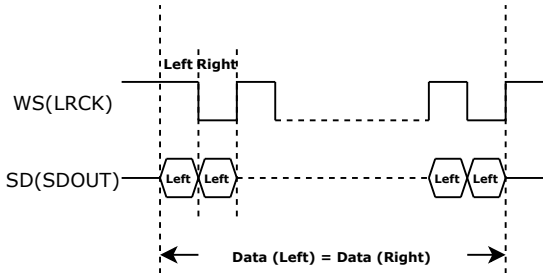 Left Right
WS(LRCK)
SD(SDOUT)
Left Left Left Left
Data (Left) = Data (Right)